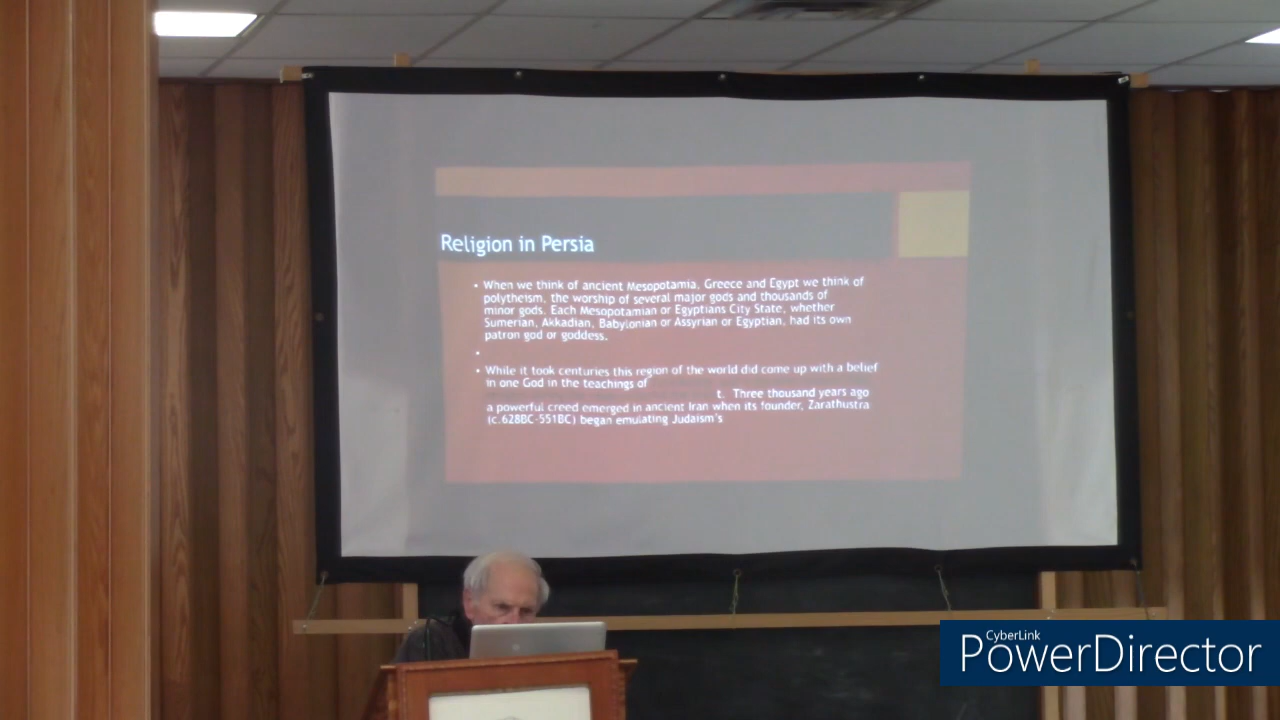 Religion in Persia
• When we think of ancient Mesopotamia, Greece and Egypt we think of
polytheism, the worship of several major gods and thousands of
minor gods. Each Mesopotamian or Egyptians City State, whether
Sumerian, Akkadian, Babylonian or Assyrian or Egyptian, had its own
patron god or goddess.
•
• While it took centuries this region of the world did come up with a belief
in one God in the teachings of
t. Three thousand years ago
a powerful creed emerged in ancient Iran when its founder, Zarathustra
(c.628BC-551BC) began emulating Judaism's
CyberLink
PowerDirector